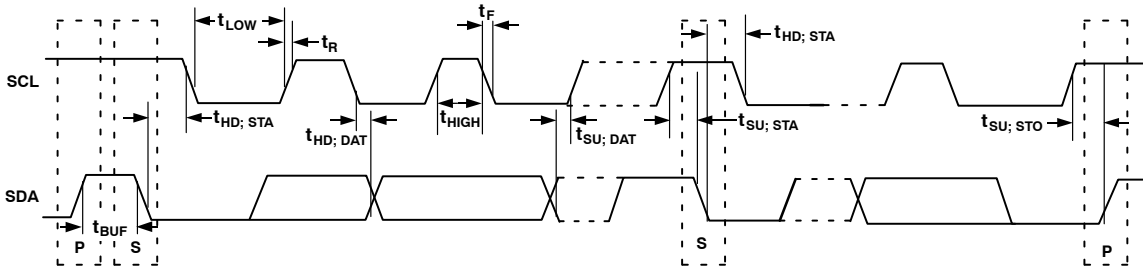 tLOW
tR
tF
tHD; STA
SCL
tHD; STA
tHD; DAT
tHIGH
tSU; DAT
tSU; STA
tSU; STO
SDA
tBUF
P
S
S
P